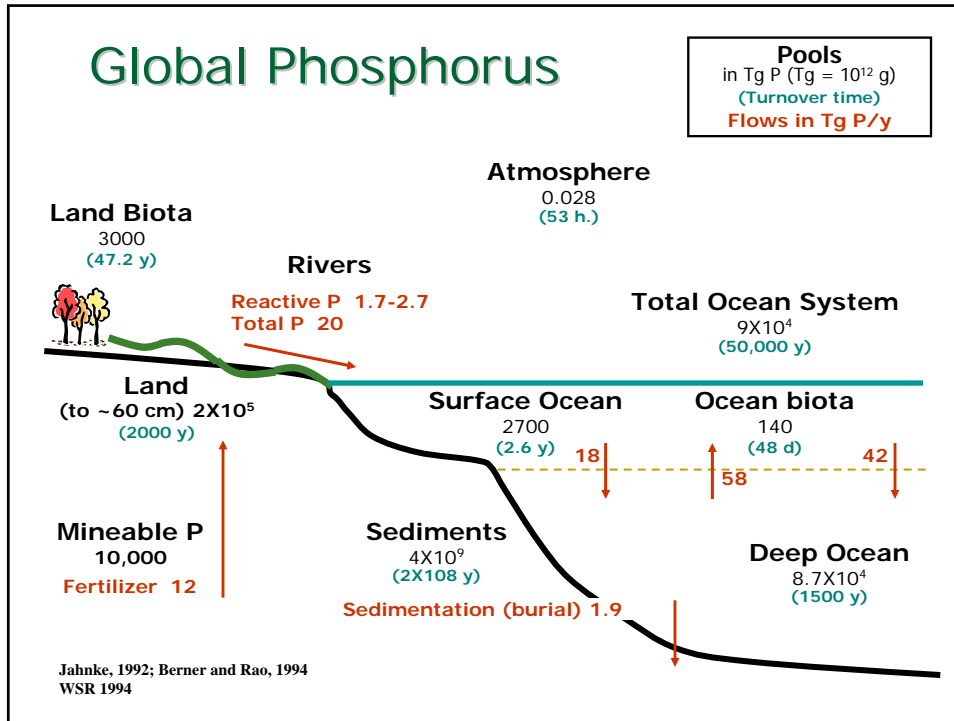 Global Phosphorus
Pools
in Tg P (Tg = 10¹² g)
(Turnover time)
Flows in Tg P/y
Atmosphere
0.028
(53 h.)
Land Biota
3000
(47.2 y)
Rivers
Reactive P 1.7-2.7
Total P 20
Total Ocean System
9X10⁴
(50,000 y)
Land
(to ~60 cm) 2X10⁵
(2000 y)
Surface Ocean
2700
(2.6 y)
Ocean biota
140
(48 d)
18
58
42
Mineable P
10,000
Fertilizer 12
Sediments
4X10⁹
(2X108 y)
Sedimentation (burial) 1.9
Deep Ocean
8.7X10⁴
(1500 y)
Jahnke, 1992; Berner and Rao, 1994
WSR 1994